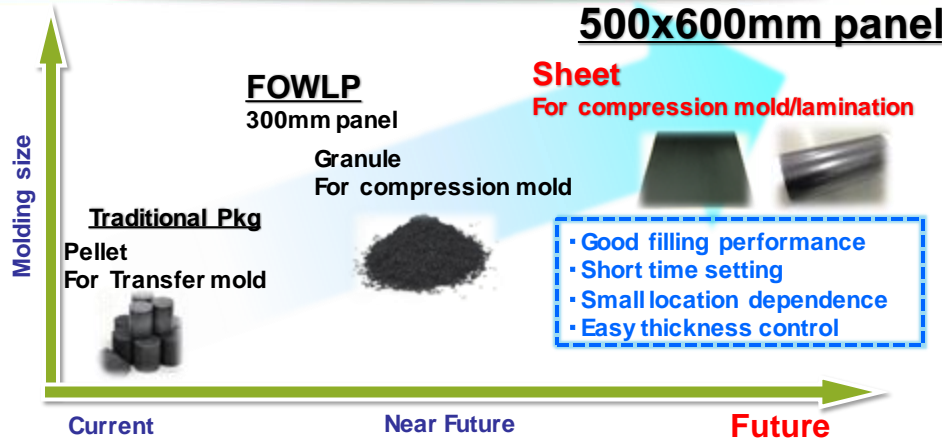 500x600mm panel
Sheet
For compression mold/lamination
FOWLP
300mm panel
Granule
For compression mold
Traditional Pkg
Pellet
For Transfer mold
・Good filling performance
・Short time setting
・Small location dependence
・Easy thickness control
Molding size
Current
Near Future
Future